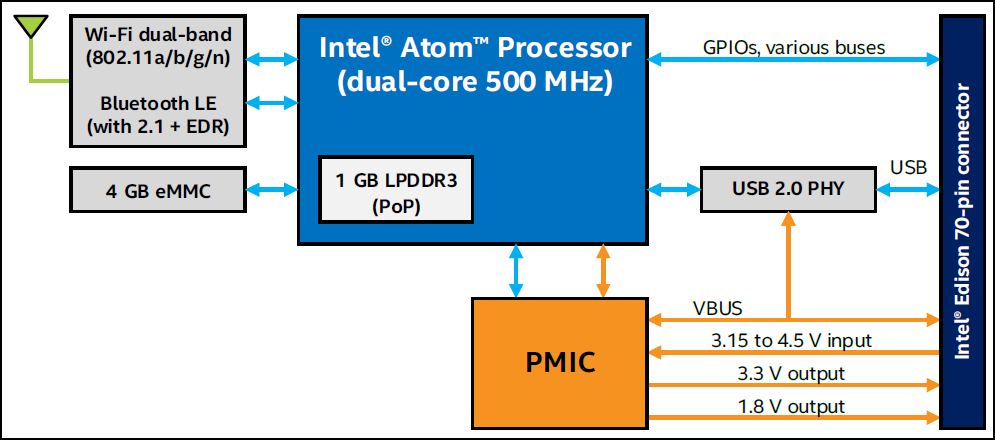 Wi-Fi dual-band
(802.11a/b/g/n)
Bluetooth LE
(with 2.1 + EDR)
4 GB eMMC
Intel® Atom™ Processor
(dual-core 500 MHz)
1 GB LPDDR3
(PoP)
GPIOs, various buses
USB 2.0 PHY
USB
PMIC
VBUS
3.15 to 4.5 V input
3.3 V output
1.8 V output
Intel® Edison 70-pin connector